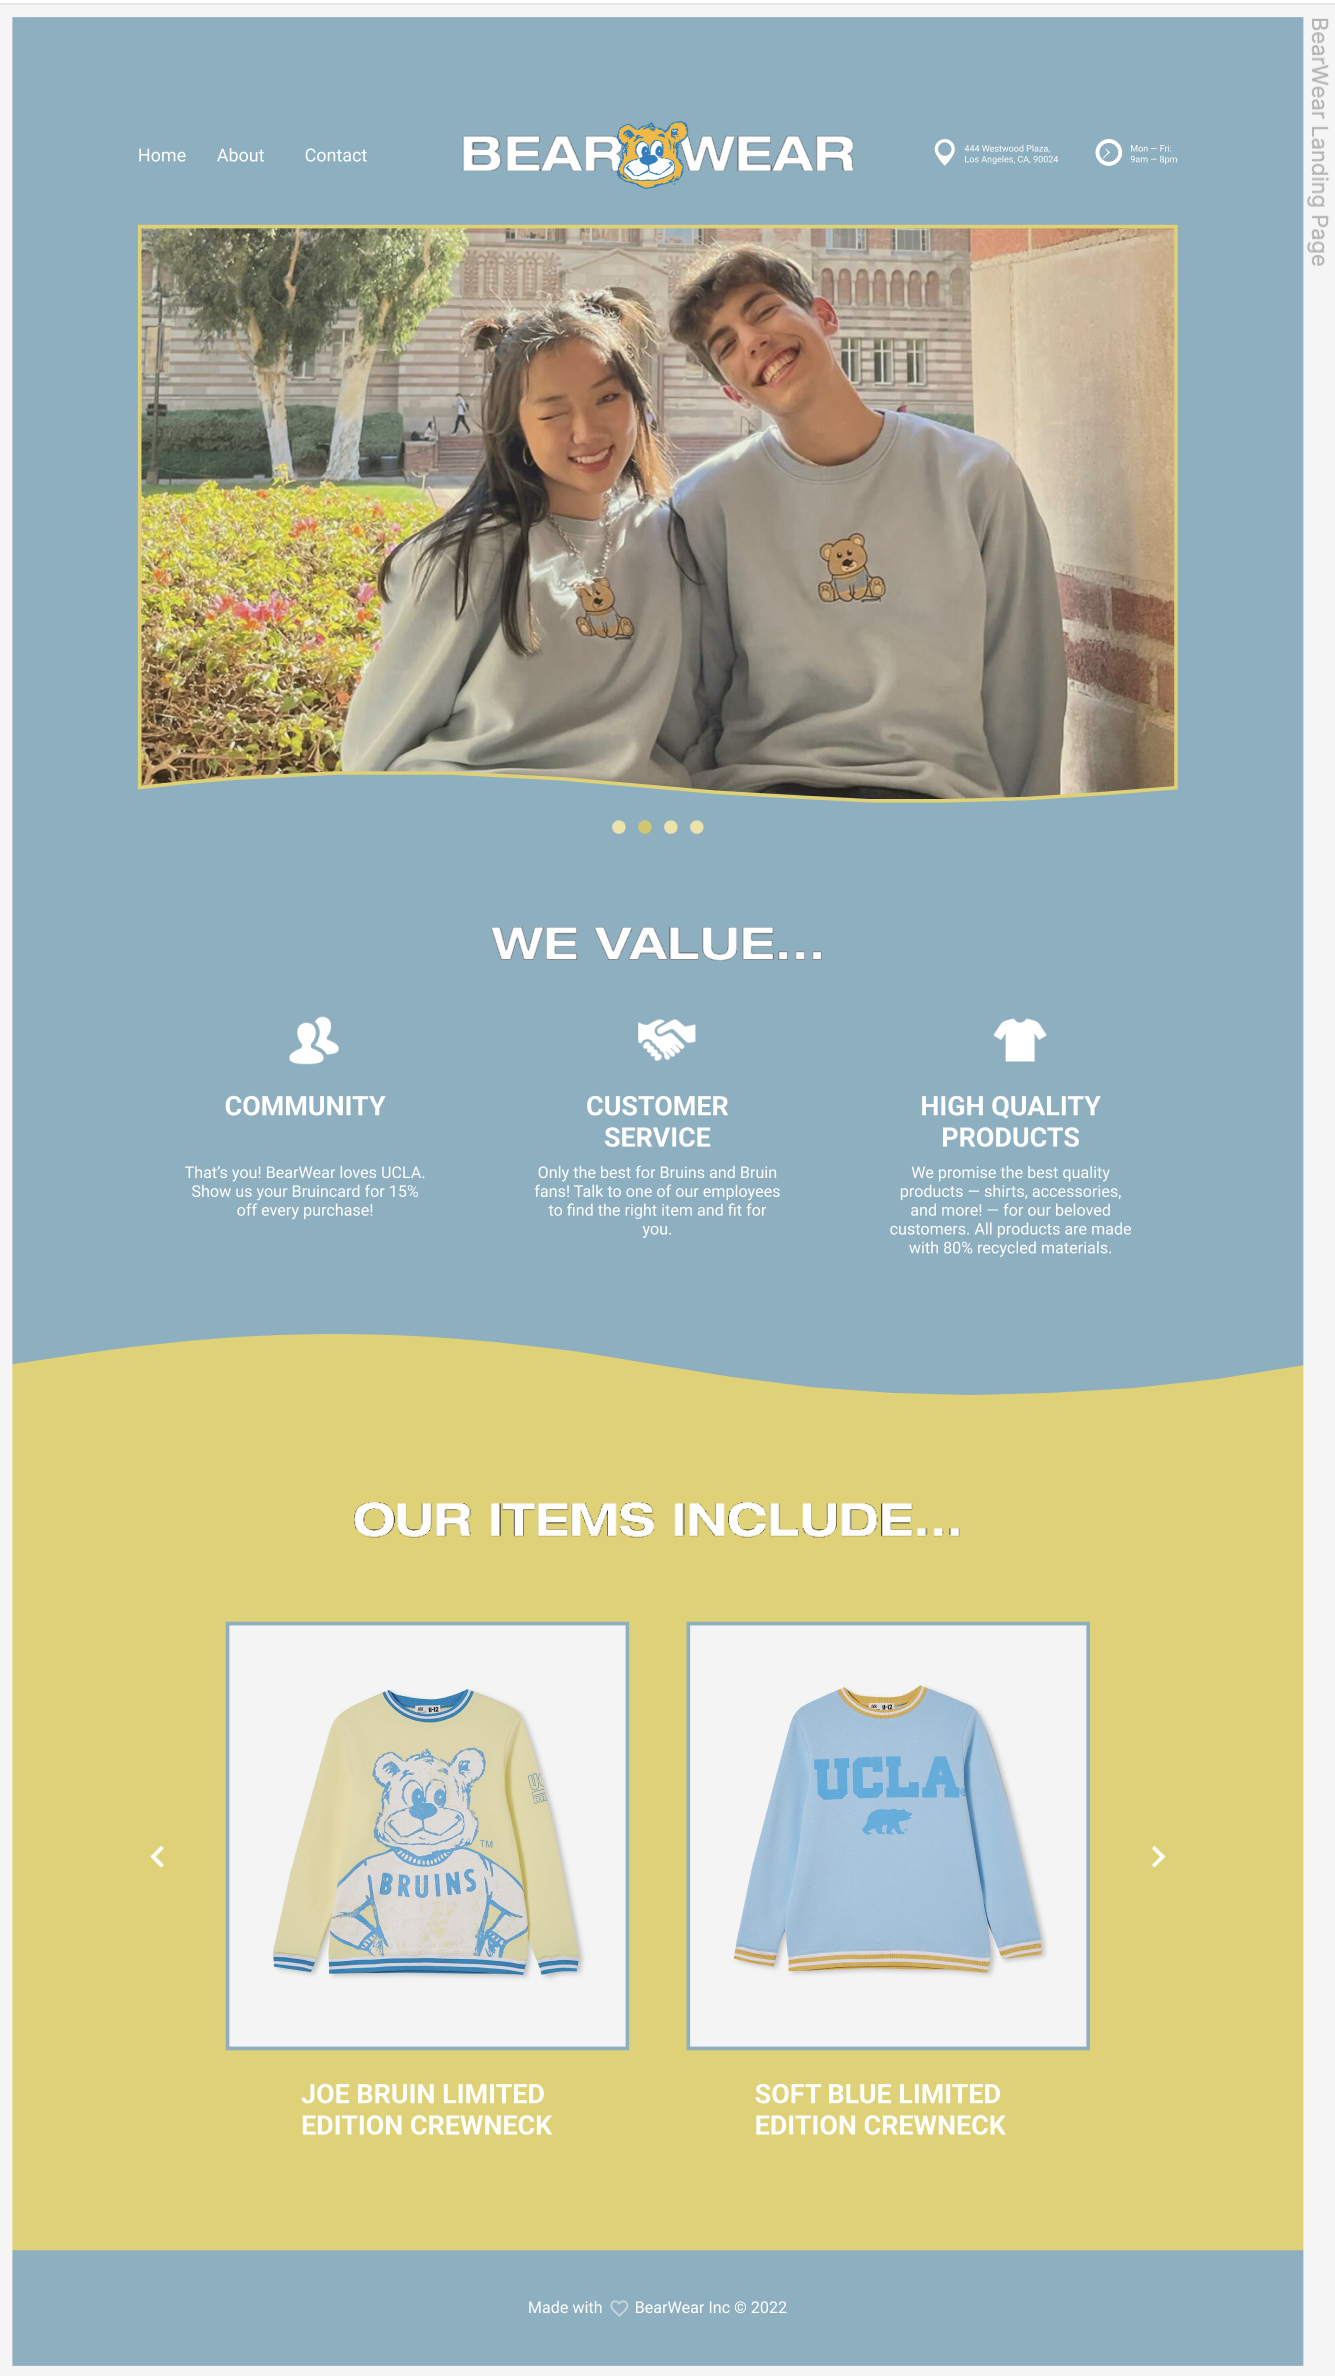 BearWear Landing Page
Home About Contact
BEAR WEAR
444 Westwood Plaza,
Los Angeles, CA, 90024
Mon — Fri:
9am — 8pm
WE VALUE...
COMMUNITY
That's you! BearWear loves UCLA.
Show us your Bruincard for 15%
off every purchase!
CUSTOMER
SERVICE
Only the best for Bruins and Bruin
fans! Talk to one of our employees
to find the right item and fit for
you.
HIGH QUALITY
PRODUCTS
We promise the best quality
products — shirts, accessories,
and more! — for our beloved
customers. All products are made
with 80% recycled materials.
OUR ITEMS INCLUDE...
11-12
TM
BRUINS
JOE BRUIN LIMITED
EDITION CREWNECK
11-12
UCLA
SOFT BLUE LIMITED
EDITION CREWNECK
Made with BearWear Inc © 2022